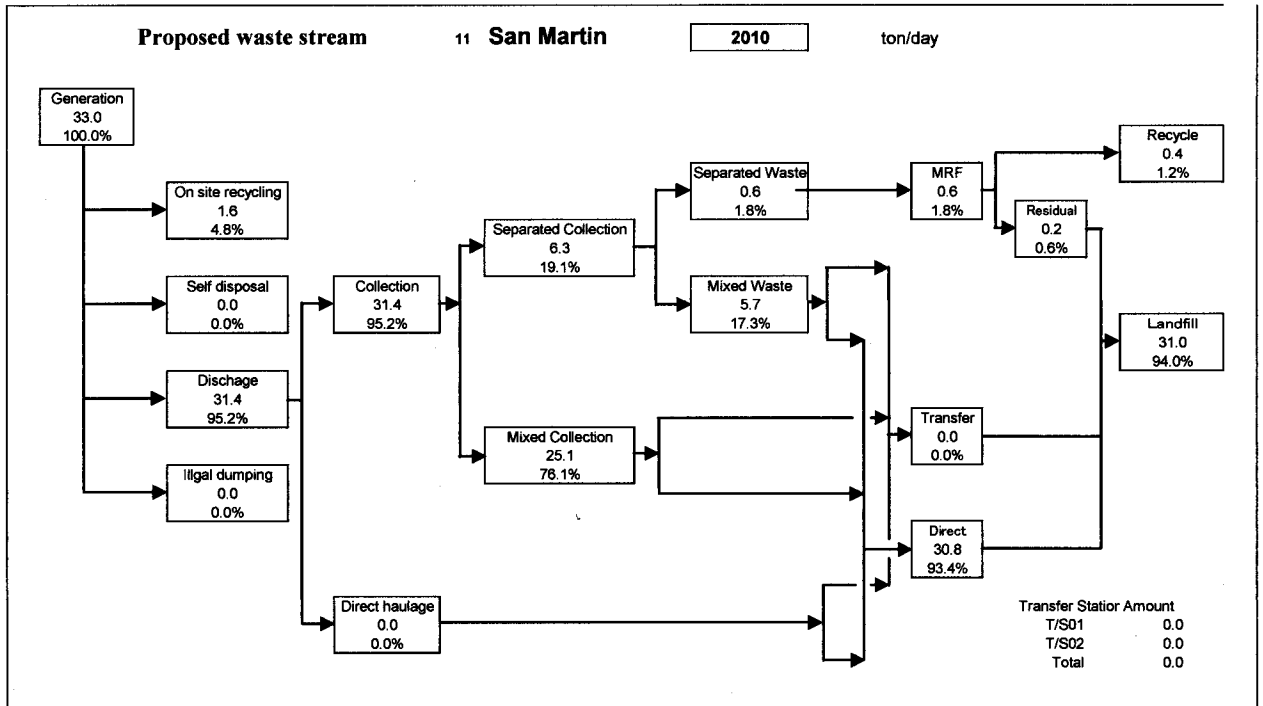 Proposed waste stream 11 San Martin 2010 ton/day
Generation
33.0
100.0%
On site recycling
1.6
4.8%
Self disposal
0.0
0.0%
Dischage
31.4
95.2%
Illgal dumping
0.0
0.0%
Collection
31.4
95.2%
Direct haulage
0.0
0.0%
Separated Collection
6.3
19.1%
Mixed Collection
25.1
76.1%
Separated Waste
0.6
1.8%
Mixed Waste
5.7
17.3%
MRF
0.6
1.8%
Transfer
0.0
0.0%
Direct
30.8
93.4%
Residual
0.2
0.6%
Recycle
0.4
1.2%
Landfill
31.0
94.0%
Transfer Statior Amount
T/S01 0.0
T/S02 0.0
Total 0.0